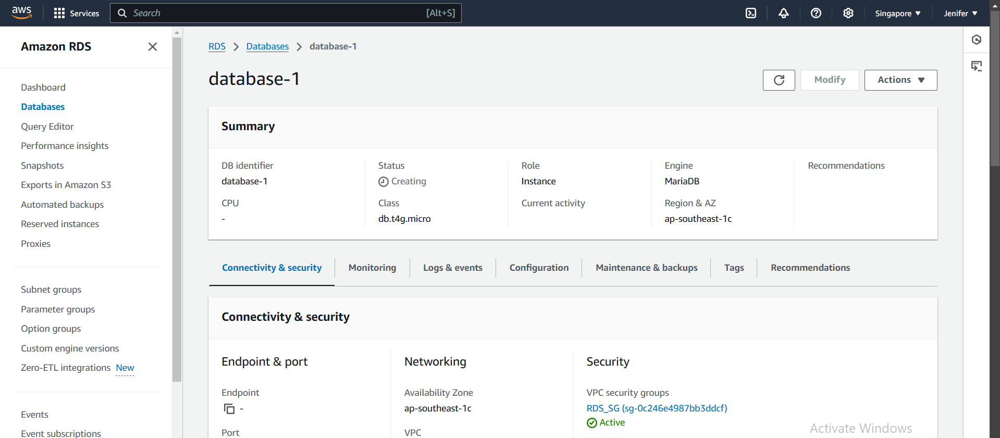 aws Services Search [Alt+S] Singapore Jenifer
Amazon RDS
Dashboard
Databases
Query Editor
Performance insights
Snapshots
Exports in Amazon S3
Automated backups
Reserved instances
Proxies
Subnet groups
Parameter groups
Option groups
Custom engine versions
Zero-ETL integrations New
Events
Event subscriptions
RDS > Databases > database-1
database-1
Modify Actions
Summary
DB identifier
database-1
CPU
-
Status
Creating
Class
db.t4g.micro
Role
Instance
Current activity
Engine
MariaDB
Region & AZ
ap-southeast-1c
Recommendations
Connectivity & security Monitoring Logs & events Configuration Maintenance & backups Tags Recommendations
Connectivity & security
Endpoint & port
Endpoint
-
Port
Networking
Availability Zone
ap-southeast-1c
VPC
Security
VPC security groups
RDS_SG (sg-0c246e4987bb3ddcf)
Active
Activate Windows